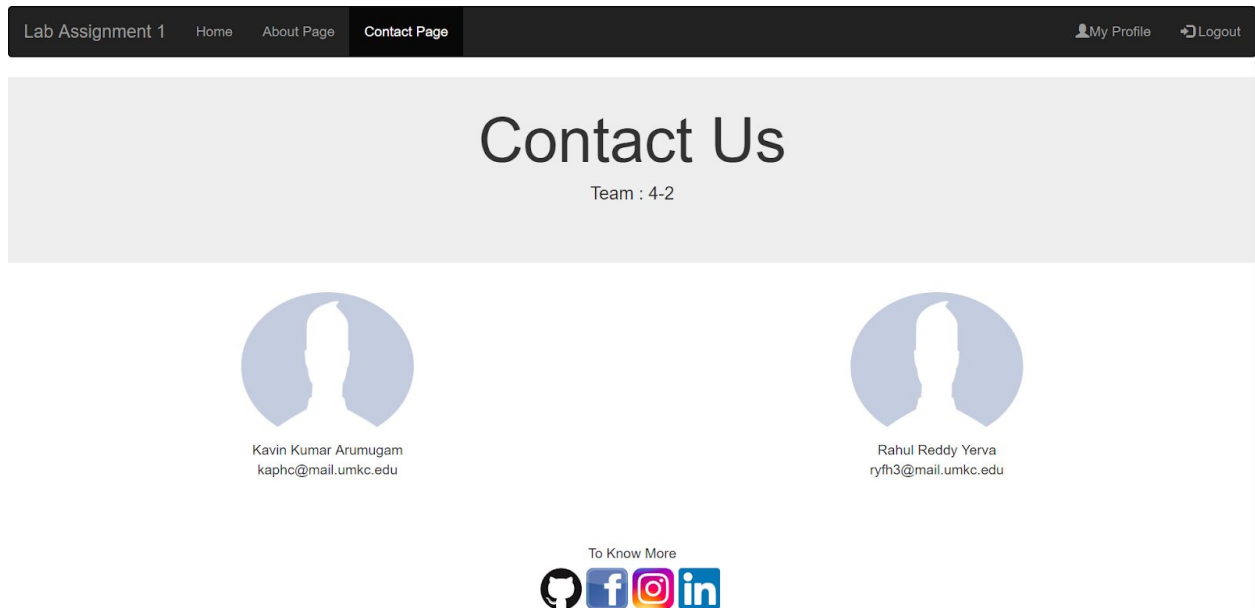 Lab Assignment 1 Home About Page Contact Page My Profile Logout
Contact Us
Team : 4-2
Kavin Kumar Arumugam
kaphc@mail.umkc.edu
Rahul Reddy Yerva
ryfh3@mail.umkc.edu
To Know More
f in